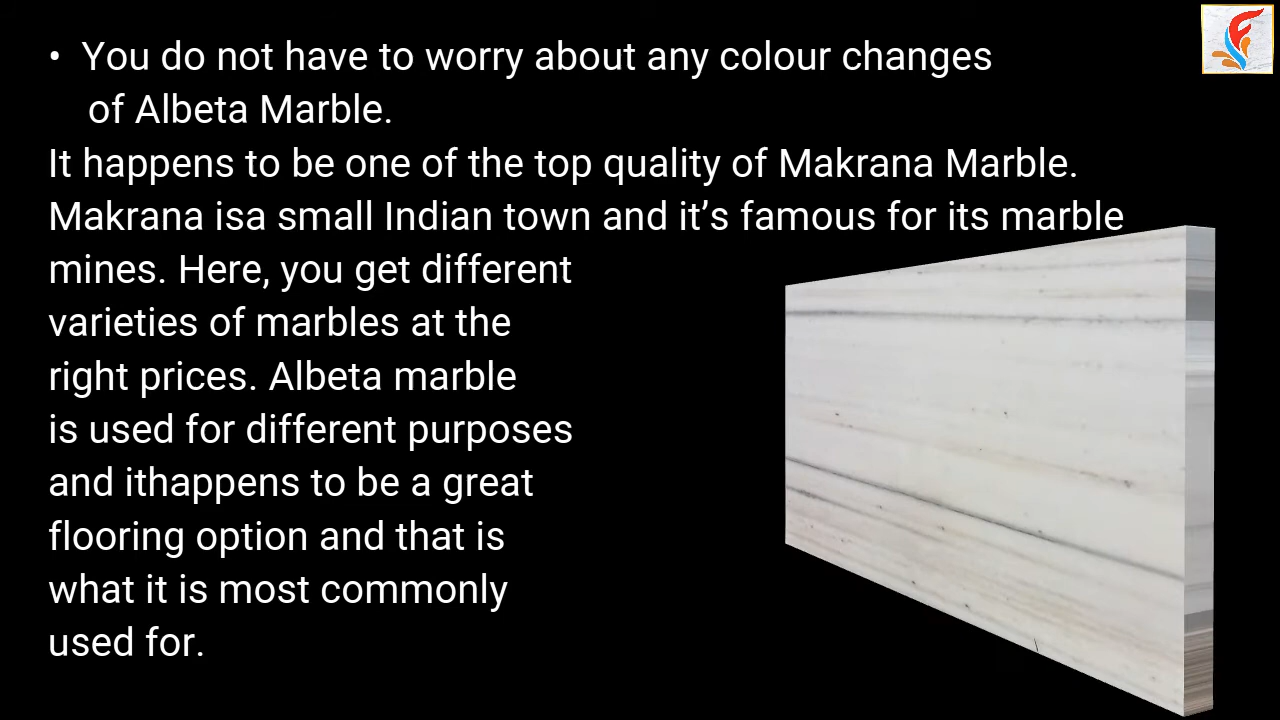 • You do not have to worry about any colour changes
of Albeta Marble.
It happens to be one of the top quality of Makrana Marble.
Makrana isa small Indian town and it’s famous for its marble
mines. Here, you get different
varieties of marbles at the
right prices. Albeta marble
is used for different purposes
and ithappens to be a great
flooring option and that is
what it is most commonly
used for.